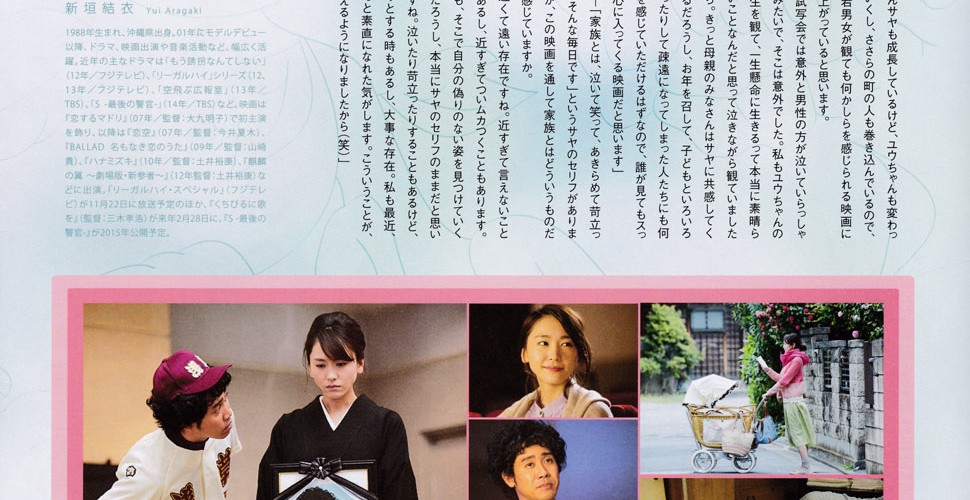 んサヤも成長しているけど、ユウちゃんも変わっ
いくし、ささらの町の人も巻き込んでいるので、
若男女が観ても何かしらを感じられる映画に
上がっていると思います。
試写会では意外と男性の方が泣いていらっしゃ
みたいで、そこは意外でした。私もユウちゃんの
生を観て、一生懸命に生きるって本当に素晴ら
いことなんだと思って泣きながら観ていました
ら。きっと母親のみなさんはサヤに共感してく
るだろうし、お年を召して、子どもといろいろ
ったりして疎遠になってしまった人たちにも何
を感じていただけるはずなので、誰が見てもスっ
心に入ってくる映画だと思います」
―「家族とは、泣いて笑って、あきらめて苛立っ
そんな毎日です」というサヤのセリフがありま
が、この映画を通して家族とはどういうものだ
感じていますか。
くて遠い存在ですね。近すぎて言えないこと
あるし、近すぎてついムカつくこともあります。
も、そこで自分の偽りのない姿を見つけていく
だろうし、本当にサヤのセリフのままだと思い
すね。泣いたり苛立ったりすることもあるけど、
とする時もあるし、大事な存在。私も最近、
と素直になれた気がします。こういうことが、
えるようになりましたから（笑）」
新垣結衣 Yui Aragaki
1988年生まれ、沖縄県出身。01年にモデルデビュー
以降、ドラマ、映画出演や音楽活動など、幅広く活
躍。近年の主なドラマは「もう誘拐なんてしない」
（12年／フジテレビ）、「リーガルハイ」シリーズ（12、
13年／フジテレビ）、「空飛ぶ広報室」（13年／
TBS）、「S -最後の警官-」（14年／TBS）など。映画は
『恋するマドリ』（07年／監督：大九明子）で初主演
を飾り、以降は『恋空』（07年／監督：今井夏木）、
『BALLAD 名もなき恋のうた』（09年／監督：山崎
貴）、『ハナミズキ』（10年／監督：土井裕泰）、『麒麟
の翼 ～劇場版・新参者～』（12年／監督：土井裕泰）な
どに出演。「リーガルハイ・スペシャル」（フジテレ
ビ）が11月22日に放送予定のほか、『くちびるに歌
を』（監督：三木孝浩）が来年2月28日に、『S -最後の
警官-』が2015年公開予定。